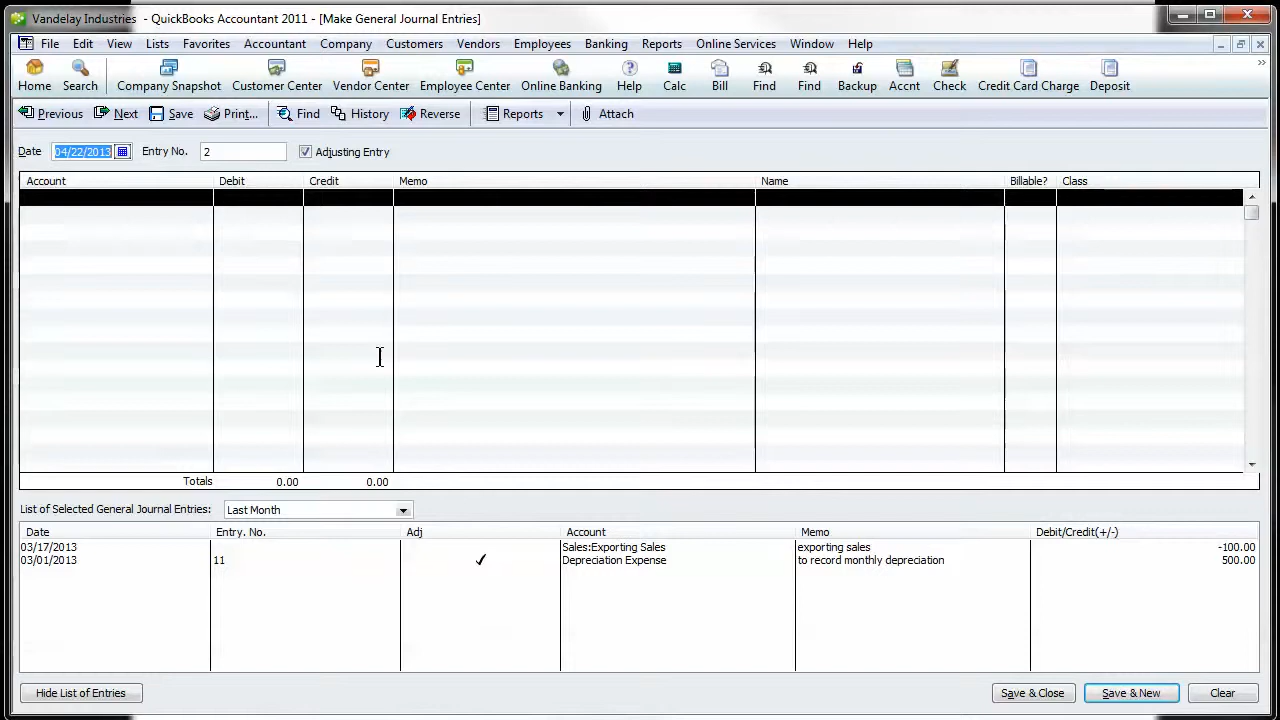 Vandelay Industries - QuickBooks Accountant 2011 - [Make General Journal Entries]
File Edit View Lists Favorites Accountant Company Customers Vendors Employees Banking Reports Online Services Window Help
Home Search Company Snapshot Customer Center Vendor Center Employee Center Online Banking Help Calc Bill Find Find Backup Accnt Check Credit Card Charge Deposit
Previous Next Save Print... Find History Reverse Reports Attach
Date 04/22/2013 Entry No. 2 Adjusting Entry
Account Debit Credit Memo Name Billable? Class
Totals 0.00 0.00
List of Selected General Journal Entries: Last Month
Date Entry. No. Adj Account Memo Debit/Credit(+/-)
03/17/2013 Sales:Exporting Sales exporting sales -100.00
03/01/2013 11 ✓ Depreciation Expense to record monthly depreciation 500.00
Hide List of Entries Save & Close Save & New Clear